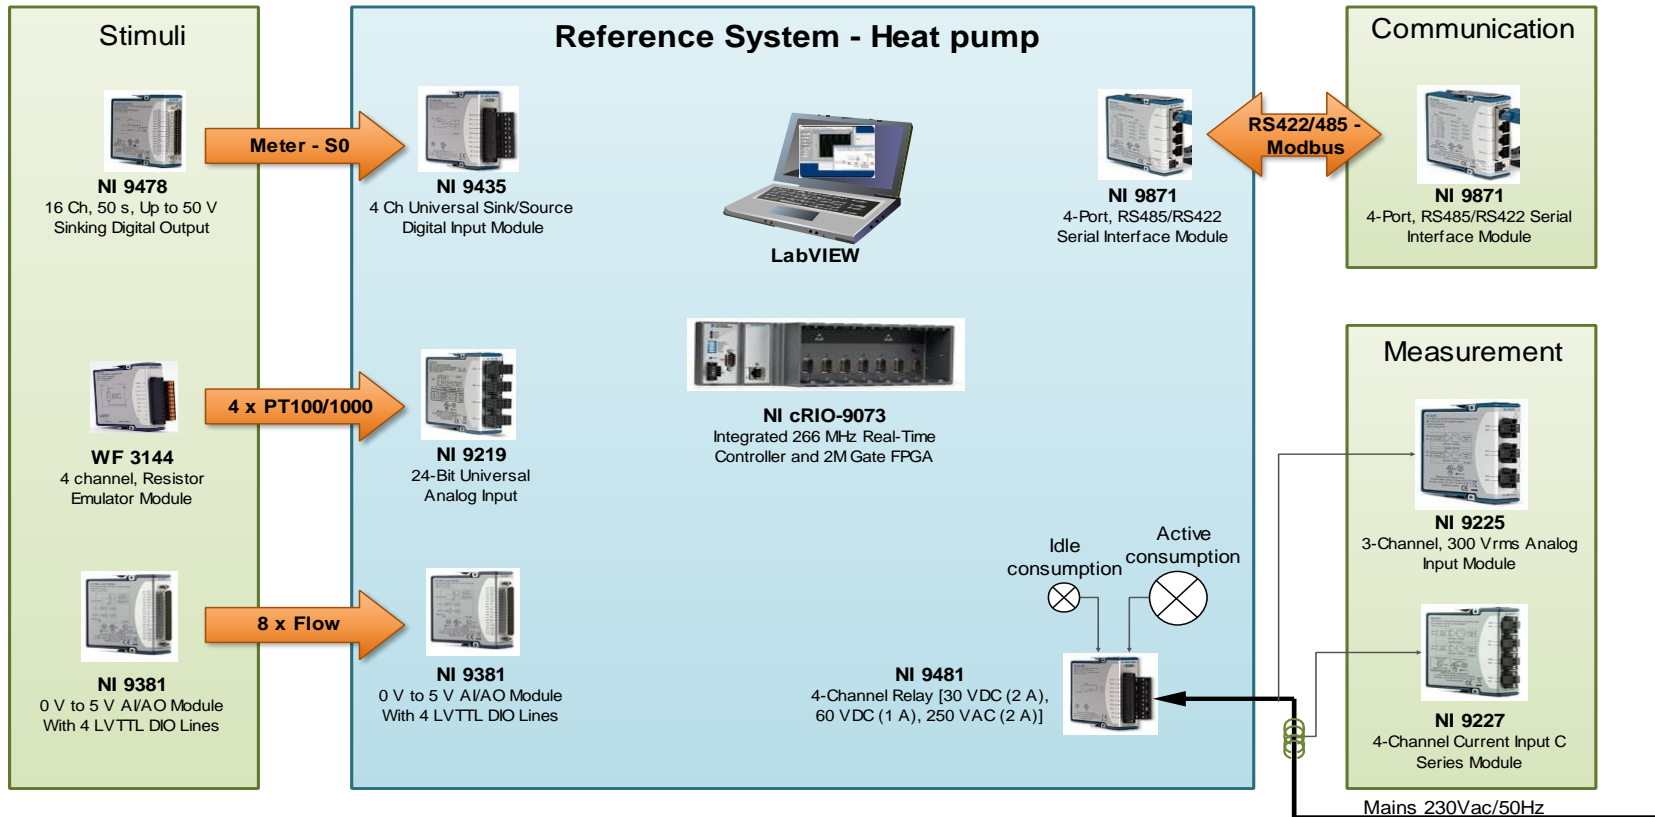 Stimuli
NI 9478
16 Ch, 50 s, Up to 50 V
Sinking Digital Output
WF 3144
4 channel, Resistor
Emulator Module
NI 9381
0 V to 5 V AI/AO Module
With 4 LVTTL DIO Lines
Meter - S0
4 x PT100/1000
8 x Flow
Reference System - Heat pump
NI 9435
4 Ch Universal Sink/Source
Digital Input Module
NI 9219
24-Bit Universal
Analog Input
NI 9381
0 V to 5 V AI/AO Module
With 4 LVTTL DIO Lines
LabVIEW
NI cRIO-9073
Integrated 266 MHz Real-Time
Controller and 2M Gate FPGA
NI 9871
4-Port, RS485/RS422
Serial Interface Module
Idle
consumption
Active
consumption
NI 9481
4-Channel Relay [30 VDC (2 A),
60 VDC (1 A), 250 VAC (2 A)]
RS422/485 -
Modbus
Communication
NI 9871
4-Port, RS485/RS422 Serial
Interface Module
Measurement
NI 9225
3-Channel, 300 Vrms Analog
Input Module
NI 9227
4-Channel Current Input C
Series Module
Mains 230Vac/50Hz